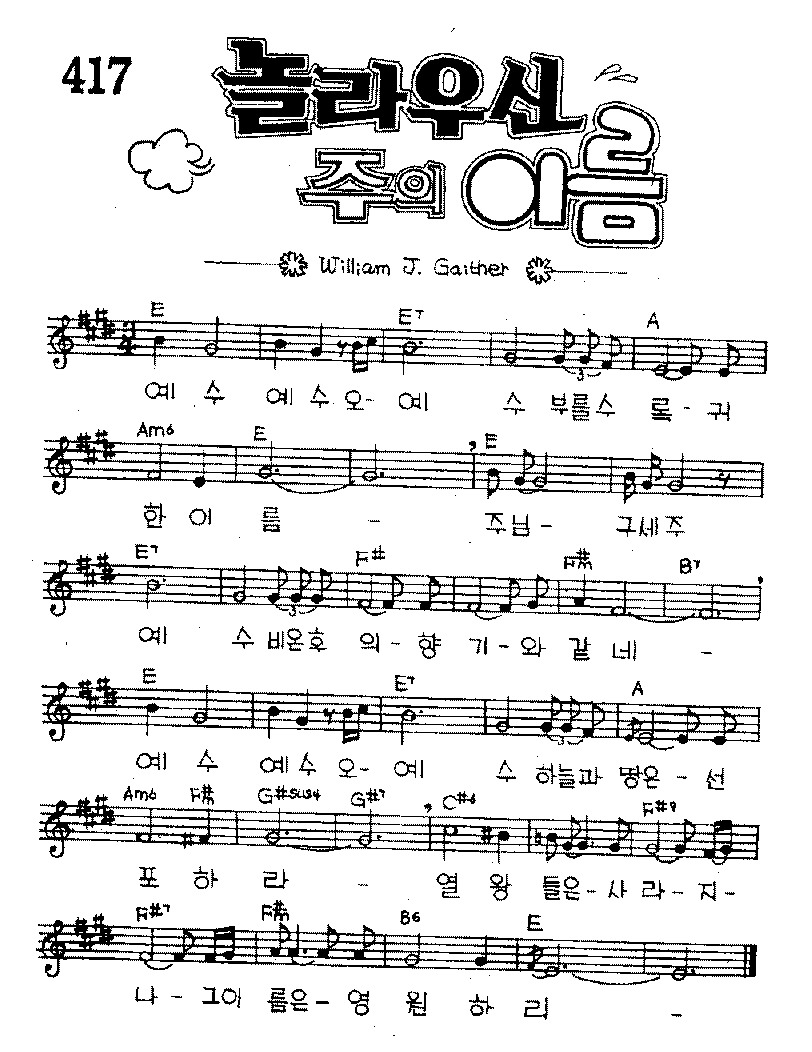 417
놀라우신
주의 이름
William J. Gaither
E E7 A
예 수 예 수 오- 예 수 부를수 록- 귀
Am6 E E
한 이 름 - 주님- 구세주
E7 F# F#m B7
예 수 비온후 의- 향 기-와 같 네 -
E E7 A
예 수 예 수 오- 예 수 하늘과 땅은- 선
Am6 F#m G#sus4 G#7 C#6 F#9
포 하 라 - 열 왕 들은-사 라-지-
F#7 F#m B6 E
나 - 그이 름은- 영 원 하 리 -